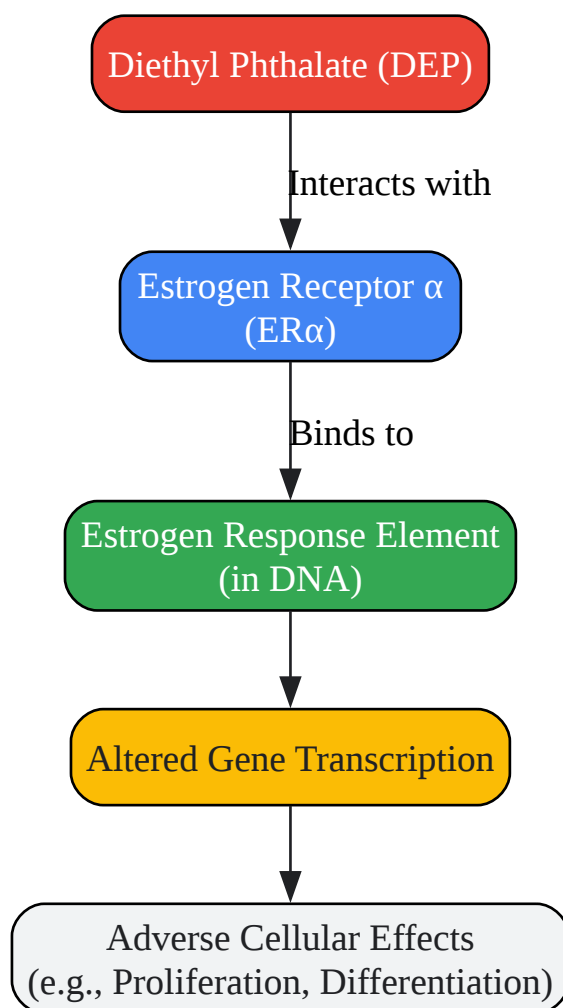 Diethyl Phthalate (DEP)
Interacts with
Estrogen Receptor α
(ERα)
Binds to
Estrogen Response Element
(in DNA)
Altered Gene Transcription
Adverse Cellular Effects
(e.g., Proliferation, Differentiation)